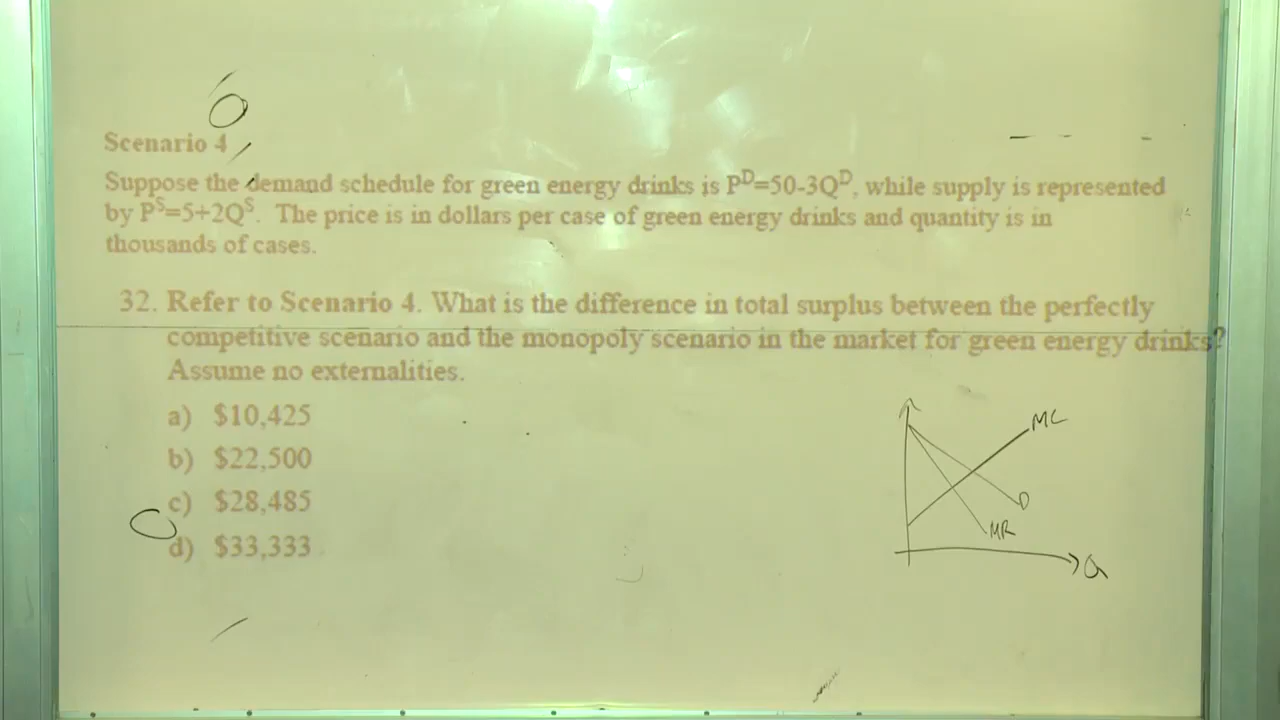 Scenario 4
Suppose the demand schedule for green energy drinks is Pᴰ=50-3Qᴰ, while supply is represented
by Pˢ=5+2Qˢ. The price is in dollars per case of green energy drinks and quantity is in
thousands of cases.
32. Refer to Scenario 4. What is the difference in total surplus between the perfectly
competitive scenario and the monopoly scenario in the market for green energy drinks?
Assume no externalities.
a) $10,425
b) $22,500
c) $28,485
d) $33,333
MC
D
MR
Q